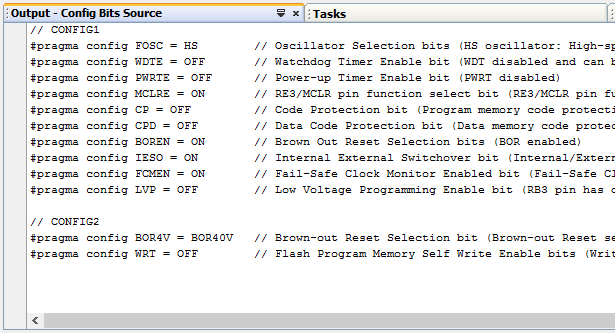 Output - Config Bits Source
Tasks
// CONFIG1
#pragma config FOSC = HS // Oscillator Selection bits (HS oscillator: High-sp
#pragma config WDTE = OFF // Watchdog Timer Enable bit (WDT disabled and can b
#pragma config PWRTE = OFF // Power-up Timer Enable bit (PWRT disabled)
#pragma config MCLRE = ON // RE3/MCLR pin function select bit (RE3/MCLR pin fu
#pragma config CP = OFF // Code Protection bit (Program memory code protecti
#pragma config CPD = OFF // Data Code Protection bit (Data memory code protec
#pragma config BOREN = ON // Brown Out Reset Selection bits (BOR enabled)
#pragma config IESO = ON // Internal External Switchover bit (Internal/Extern
#pragma config FCMEN = ON // Fail-Safe Clock Monitor Enabled bit (Fail-Safe Cl
#pragma config LVP = OFF // Low Voltage Programming Enable bit (RB3 pin has d
// CONFIG2
#pragma config BOR4V = BOR40V // Brown-out Reset Selection bit (Brown-out Reset se
#pragma config WRT = OFF // Flash Program Memory Self Write Enable bits (Writ